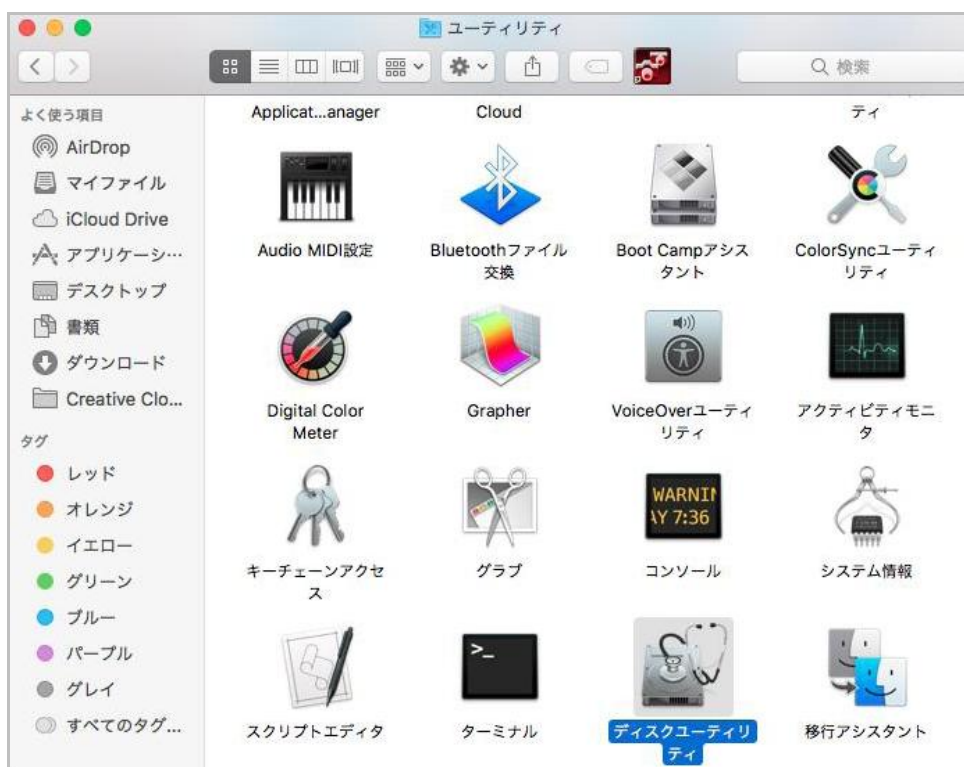 ユーティリティ
検索
よく使う項目
AirDrop
マイファイル
iCloud Drive
アプリケーシ…
デスクトップ
書類
ダウンロード
Creative Clo...
タグ
レッド
オレンジ
イエロー
グリーン
ブルー
パープル
グレイ
すべてのタグ...
Applicat...anager
Cloud
ティ
Audio MIDI設定
Bluetoothファイル
交換
Boot Campアシス
タント
ColorSyncユーティ
リティ
Digital Color
Meter
Grapher
VoiceOverユーティ
リティ
アクティビティモニ
タ
WARNIN
AY 7:36
キーチェーンアクセ
ス
グラブ
コンソール
システム情報
>_
スクリプトエディタ
ターミナル
ディスクユーティリ
ティ
移行アシスタント